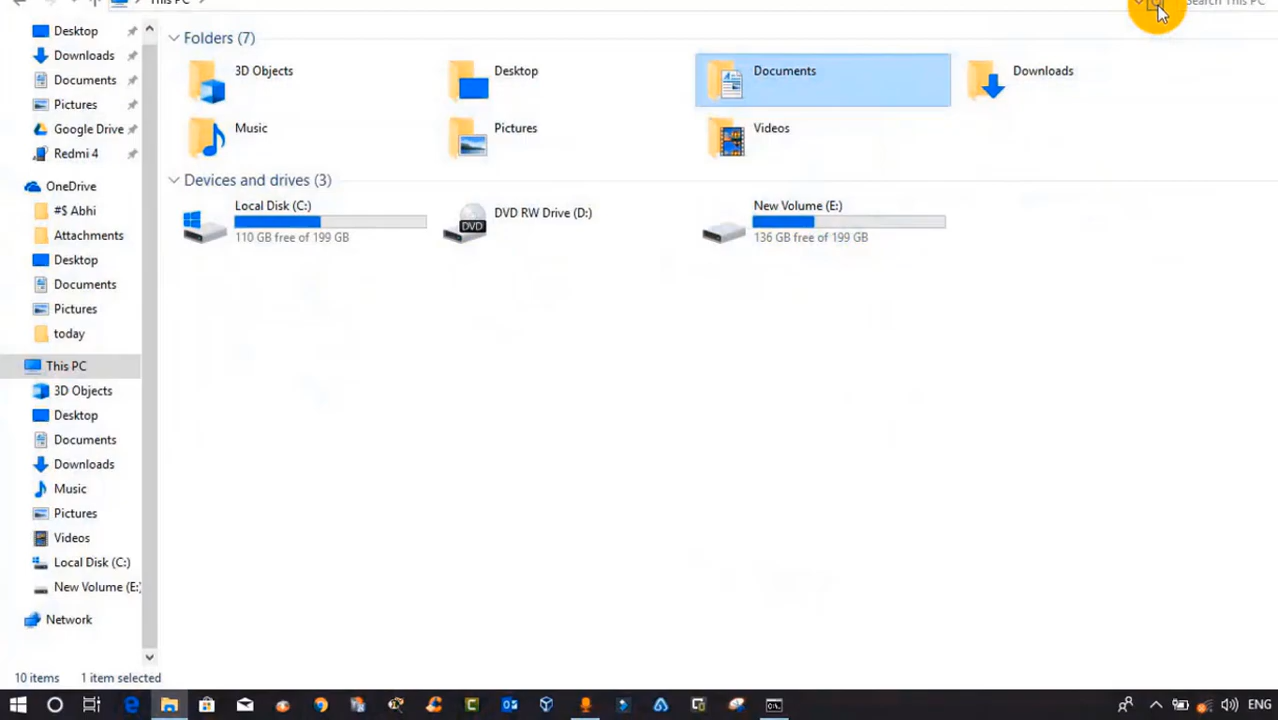 This PC
Search This PC
Desktop
Downloads
Documents
Pictures
Google Drive
Redmi 4
OneDrive
#$ Abhi
Attachments
Desktop
Documents
Pictures
today
This PC
3D Objects
Desktop
Documents
Downloads
Music
Pictures
Videos
Local Disk (C:)
New Volume (E:)
Network
Folders (7)
3D Objects
Desktop
Documents
Downloads
Music
Pictures
Videos
Devices and drives (3)
Local Disk (C:)
110 GB free of 199 GB
DVD
DVD RW Drive (D:)
New Volume (E:)
136 GB free of 199 GB
10 items 1 item selected
ENG